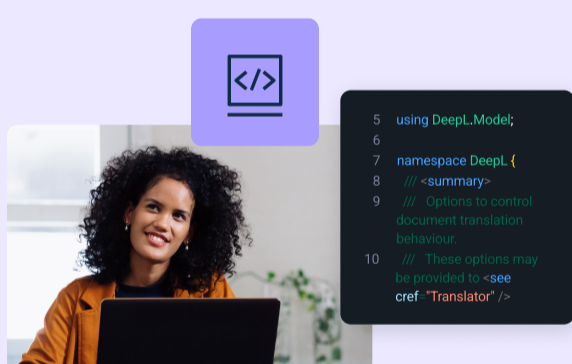 </>
5 using DeepL.Model;
6
7 namespace DeepL {
8 /// <summary>
9 /// Options to control
document translation
behaviour.
10 /// These options may
be provided to <see
cref="Translator" />